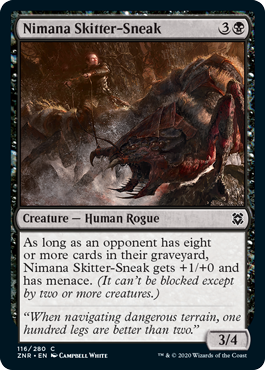 Nimana Skitter-Sneak 3
Creature — Human Rogue
As long as an opponent has eight
or more cards in their graveyard,
Nimana Skitter-Sneak gets +1/+0 and
has menace. (It can't be blocked except
by two or more creatures.)
"When navigating dangerous terrain, one
hundred legs are better than two."
3/4
116/280 C
ZNR • EN CAMPBELL WHITE
™ & © 2020 Wizards of the Coast